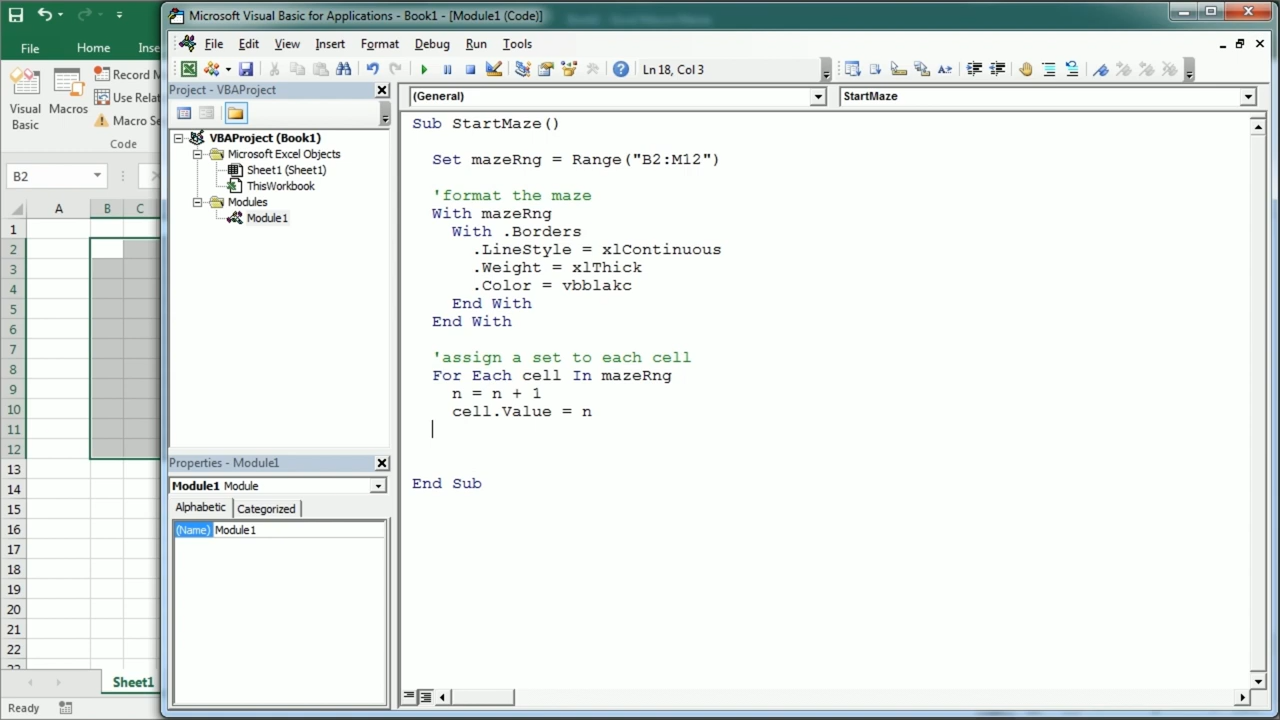 Microsoft Visual Basic for Applications - Book1 - [Module1 (Code)]
File Home Inse
File Edit View Insert Format Debug Run Tools
Record M
Use Rela
Macro Se
Visual Basic
Macros
Code
Ln 18, Col 3
Project - VBAProject
(General)
StartMaze
VBAProject (Book1)
Microsoft Excel Objects
Sheet1 (Sheet1)
ThisWorkbook
Modules
Module1
B2
A B C
1
2
3
4
5
6
7
8
9
10
11
12
13
14
15
16
17
18
19
20
21
22
Sheet1
Ready
Properties - Module1
Module1 Module
Alphabetic Categorized
(Name) Module1
Sub StartMaze()
Set mazeRng = Range("B2:M12")
'format the maze
With mazeRng
With .Borders
.LineStyle = xlContinuous
.Weight = xlThick
.Color = vbblakc
End With
End With
'assign a set to each cell
For Each cell In mazeRng
n = n + 1
cell.Value = n
End Sub